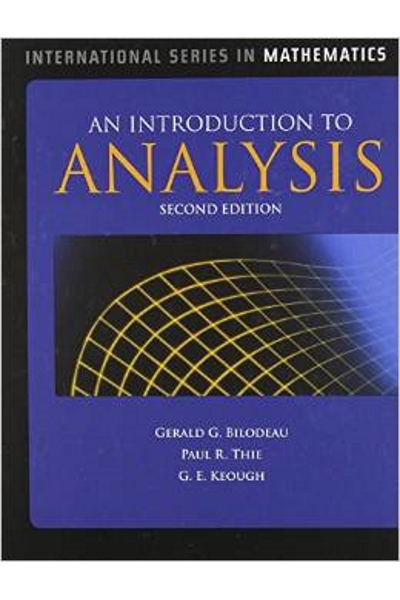 INTERNATIONAL SERIES IN MATHEMATICS
AN INTRODUCTION TO
ANALYSIS
SECOND EDITION
GERALD G. BILODEAU
PAUL R. THIE
G. E. KEOUGH